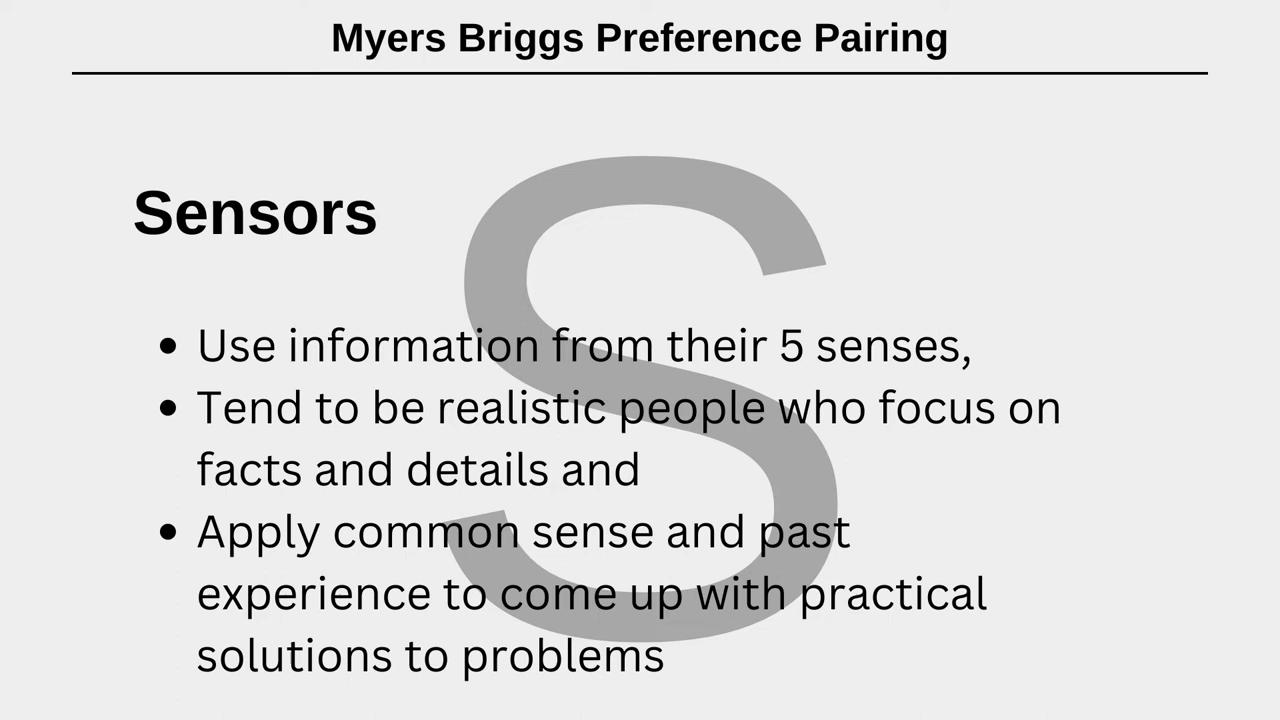 Myers Briggs Preference Pairing
S
Sensors
• Use information from their 5 senses,
• Tend to be realistic people who focus on
facts and details and
• Apply common sense and past
experience to come up with practical
solutions to problems